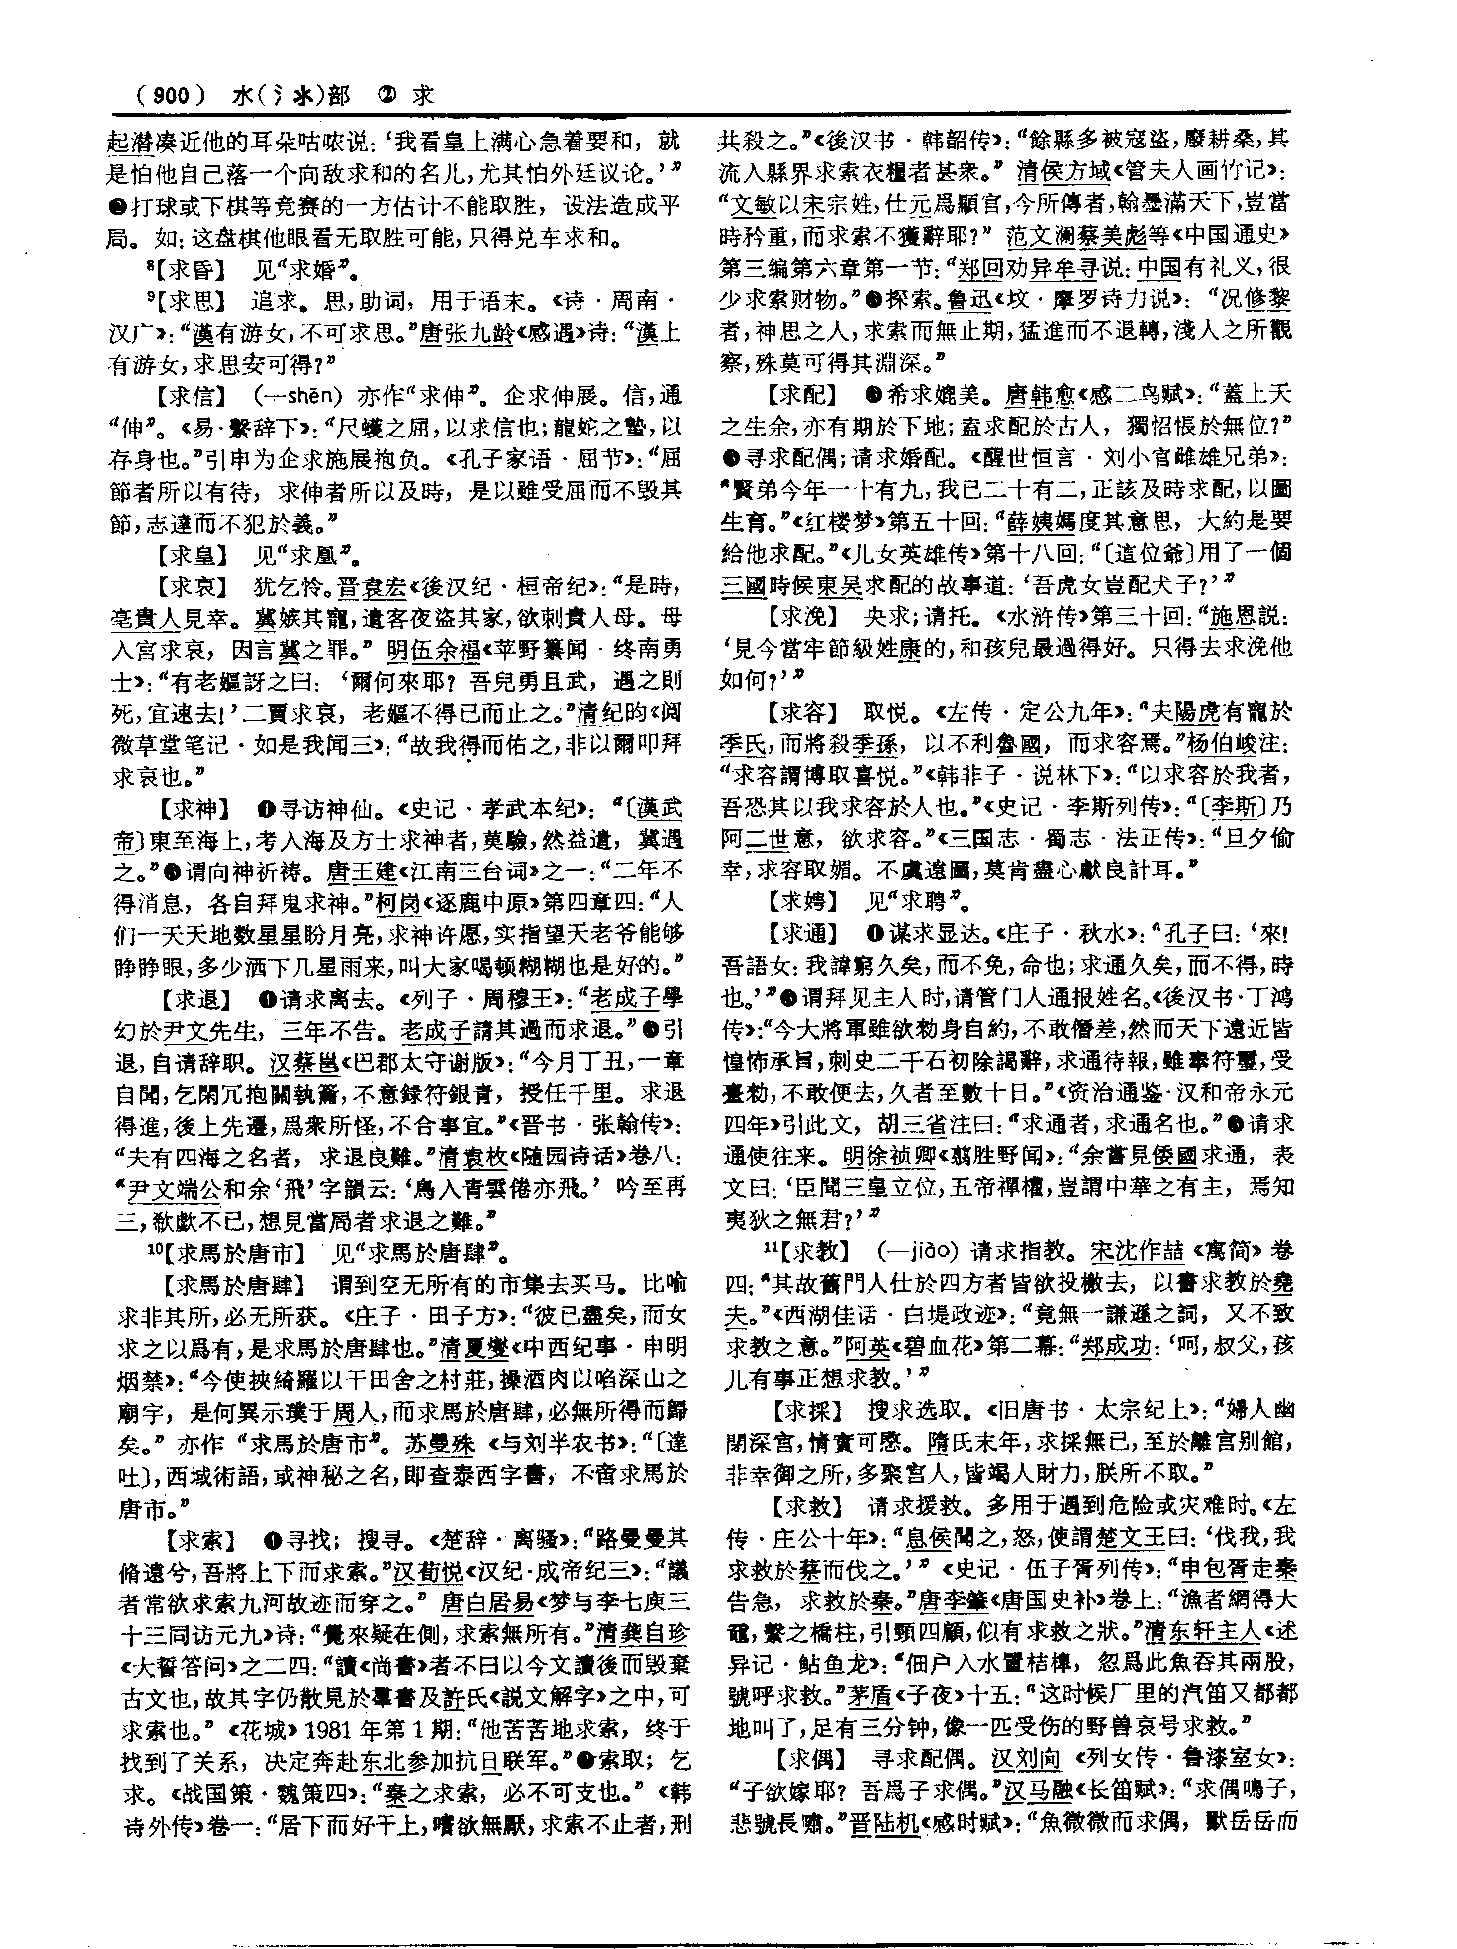 (900) 水(氵氺)部 ② 求
起潜凑近他的耳朵咕哝说：‘我看皇上满心急着要和，就
是怕他自己落一个向敌求和的名儿，尤其怕外廷议论。’”
❷打球或下棋等竞赛的一方估计不能取胜，设法造成平
局。如：这盘棋他眼看无取胜可能，只得兑车求和。
⁸【求昏】 见“求婚”。
⁹【求思】 追求。思，助词，用于语末。《诗·周南·
汉广》：“漢有游女，不可求思。”唐张九龄《感遇》诗：“漢上
有游女，求思安可得？”
【求信】 (—shēn) 亦作“求伸”。企求伸展。信，通
“伸”。《易·繫辞下》：“尺蠖之屈，以求信也；龍蛇之蟄，以
存身也。”引申为企求施展抱负。《孔子家语·屈节》：“屈
節者所以有待，求伸者所以及時，是以雖受屈而不毁其
節，志達而不犯於義。”
【求皇】 见“求凰”。
【求哀】 犹乞怜。晋袁宏《後汉纪·桓帝纪》：“是時，
亳貴人見幸。冀嫉其寵，遣客夜盗其家，欲刺貴人母。母
入宫求哀，因言冀之罪。”明伍余福《苹野纂闻·终南勇
士》：“有老嫗訝之曰：‘爾何來耶？吾兒勇且武，遇之則
死，宜速去！’二賈求哀，老嫗不得已而止之。”清纪昀《阅
微草堂笔记·如是我闻三》：“故我得而佑之，非以爾叩拜
求哀也。”
【求神】 ❶寻访神仙。《史记·孝武本纪》：“〔漢武
帝〕東至海上，考入海及方士求神者，莫驗，然益遣，冀遇
之。”❷谓向神祈祷。唐王建《江南三台词》之一：“二年不
得消息，各自拜鬼求神。”柯岗《逐鹿中原》第四章四：“人
们一天天地数星星盼月亮，求神许愿，实指望天老爷能够
睁睁眼，多少洒下几星雨来，叫大家喝顿糊糊也是好的。”
【求退】 ❶请求离去。《列子·周穆王》：“老成子學
幻於尹文先生，三年不告。老成子請其過而求退。”❷引
退，自请辞职。汉蔡邕《巴郡太守谢版》：“今月丁丑，一章
自聞，乞閑冗抱關執籥，不意録符銀青，授任千里。求退
得進，後上先遷，爲衆所怪，不合事宜。”《晋书·张翰传》：
“夫有四海之名者，求退良難。”清袁枚《随园诗话》卷八：
“尹文端公和余‘飛’字韻云：‘鳥入青雲倦亦飛。’吟至再
三，欷歔不已，想見當局者求退之難。”
¹⁰【求馬於唐市】 见“求馬於唐肆”。
【求馬於唐肆】 谓到空无所有的市集去买马。比喻
求非其所，必无所获。《庄子·田子方》：“彼已盡矣，而女
求之以爲有，是求馬於唐肆也。”清夏燮《中西纪事·申明
烟禁》：“今使挾綺羅以干田舍之村莊，操酒肉以啗深山之
廟宇，是何異示璞于周人，而求馬於唐肆，必無所得而歸
矣。”亦作“求馬於唐市”。苏曼殊《与刘半农书》：“〔達
吐〕，西域術語，或神秘之名，即查泰西字書，不啻求馬於
唐市。”
【求索】 ❶寻找；搜寻。《楚辞·离骚》：“路曼曼其
脩遠兮，吾將上下而求索。”汉荀悦《汉纪·成帝纪三》：“議
者常欲求索九河故迹而穿之。”唐白居易《梦与李七庾三
十三同访元九》诗：“覺來疑在側，求索無所有。”清龚自珍
《大誓答问》之二四：“讀《尚書》者不曰以今文讀後而毁棄
古文也，故其字仍散見於羣書及許氏《説文解字》之中，可
求索也。”《花城》1981年第1期：“他苦苦地求索，终于
找到了关系，决定奔赴东北参加抗日联军。”❷索取；乞
求。《战国策·魏策四》：“秦之求索，必不可支也。”《韩
诗外传》卷一：“居下而好干上，嗜欲無厭，求索不止者，刑
共殺之。”《後汉书·韩韶传》：“餘縣多被寇盗，廢耕桑，其
流入縣界求索衣糧者甚衆。”清侯方域《管夫人画竹记》：
“文敏以宋宗姓，仕元爲顯官，今所傳者，翰墨滿天下，豈當
時矜重，而求索不獲辭耶？”范文澜蔡美彪等《中国通史》
第三编第六章第一节：“郑回劝异牟寻说：中国有礼义，很
少求索财物。”❸探索。鲁迅《坟·摩罗诗力说》：“况修黎
者，神思之人，求索而無止期，猛進而不退轉，淺人之所觀
察，殊莫可得其淵深。”
【求配】 ❶希求媲美。唐韩愈《感二鸟赋》：“蓋上天
之生余，亦有期於下地；盍求配於古人，獨怊悵於無位？”
❷寻求配偶；请求婚配。《醒世恒言·刘小官雌雄兄弟》：
“賢弟今年一十有九，我已二十有二，正該及時求配，以圖
生育。”《红楼梦》第五十回：“薛姨媽度其意思，大約是要
給他求配。”《儿女英雄传》第十八回：“〔這位爺〕用了一個
三國時候東吴求配的故事道：‘吾虎女豈配犬子？’”
【求浼】 央求；请托。《水浒传》第三十回：“施恩説：
‘見今當牢節級姓康的，和孩兒最過得好。只得去求浼他
如何？’”
【求容】 取悦。《左传·定公九年》：“夫陽虎有寵於
季氏，而將殺季孫，以不利魯國，而求容焉。”杨伯峻注：
“求容謂博取喜悦。”《韩非子·说林下》：“以求容於我者，
吾恐其以我求容於人也。”《史记·李斯列传》：“〔李斯〕乃
阿二世意，欲求容。”《三国志·蜀志·法正传》：“旦夕偷
幸，求容取媚。不虞遠圖，莫肯盡心獻良計耳。”
【求娉】 见“求聘”。
【求通】 ❶谋求显达。《庄子·秋水》：“孔子曰：‘來！
吾語女：我諱窮久矣，而不免，命也；求通久矣，而不得，時
也。’”❷谓拜见主人时，请管门人通报姓名。《後汉书·丁鸿
传》：“今大將軍雖欲勑身自約，不敢僭差，然而天下遠近皆
惶怖承旨，刺史二千石初除謁辭，求通待報，雖奉符璽，受
臺勑，不敢便去，久者至數十日。”《资治通鉴·汉和帝永元
四年》引此文，胡三省注曰：“求通者，求通名也。”❸请求
通使往来。明徐祯卿《翦胜野闻》：“余嘗見倭國求通，表
文曰：‘臣聞三皇立位，五帝禪權，豈謂中華之有主，焉知
夷狄之無君？’”
¹¹【求教】 (—jiào) 请求指教。宋沈作喆《寓简》卷
四：“其故舊門人仕於四方者皆欲投檄去，以書求教於堯
夫。”《西湖佳话·白堤政迹》：“竟無一謙遜之詞，又不致
求教之意。”阿英《碧血花》第二幕：“郑成功：‘呵，叔父，孩
儿有事正想求教。’”
【求採】 搜求选取。《旧唐书·太宗纪上》：“婦人幽
閉深宫，情實可愍。隋氏末年，求採無已，至於離宫别館，
非幸御之所，多聚宫人，皆竭人財力，朕所不取。”
【求救】 请求援救。多用于遇到危险或灾难时。《左
传·庄公十年》：“息侯聞之，怒，使謂楚文王曰：‘伐我，我
求救於蔡而伐之。’”《史记·伍子胥列传》：“申包胥走秦
告急，求救於秦。”唐李肇《唐国史补》卷上：“漁者網得大
黿，繫之橋柱，引頸四顧，似有求救之狀。”清东轩主人《述
异记·鲇鱼龙》：“佃户入水置桔槔，忽爲此魚吞其兩股，
號呼求救。”茅盾《子夜》十五：“这时候厂里的汽笛又都都
地叫了，足有三分钟，像一匹受伤的野兽哀号求救。”
【求偶】 寻求配偶。汉刘向《列女传·鲁漆室女》：
“子欲嫁耶？吾爲子求偶。”汉马融《长笛赋》：“求偶鳴子，
悲號長嘯。”晋陆机《感时赋》：“魚微微而求偶，獸岳岳而